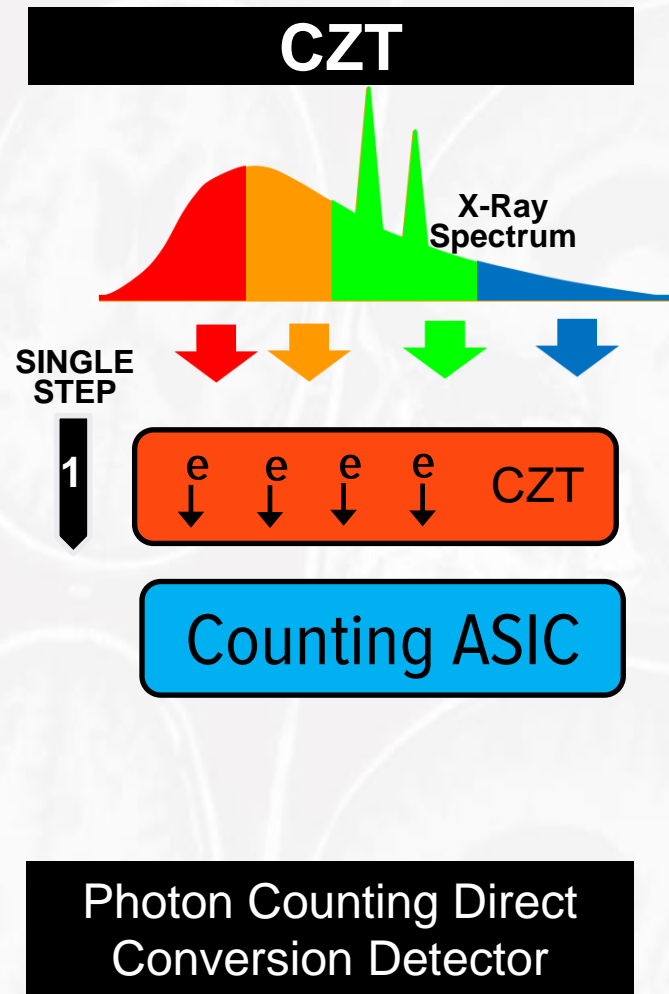 CZT
X-Ray
Spectrum
SINGLE
STEP
1
e e e e CZT
Counting ASIC
Photon Counting Direct
Conversion Detector